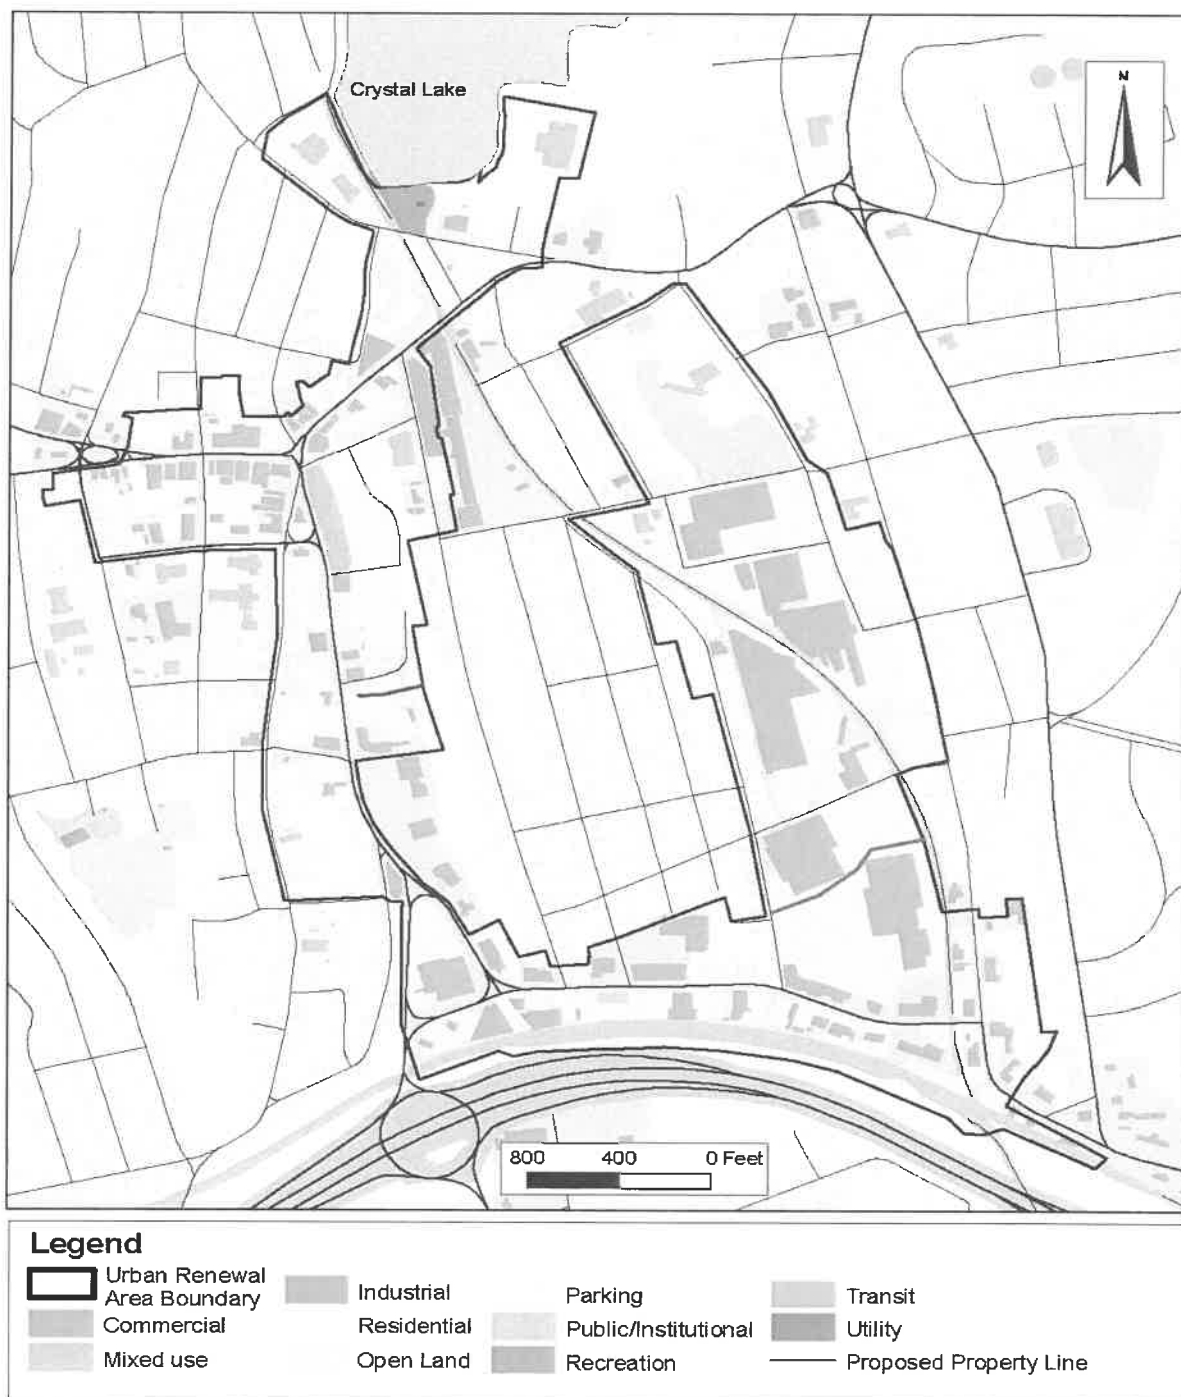 Crystal Lake
N
800 400 0 Feet
Legend
Urban Renewal
Area Boundary
Industrial
Parking
Transit
Commercial
Residential
Public/Institutional
Utility
Mixed use
Open Land
Recreation
Proposed Property Line